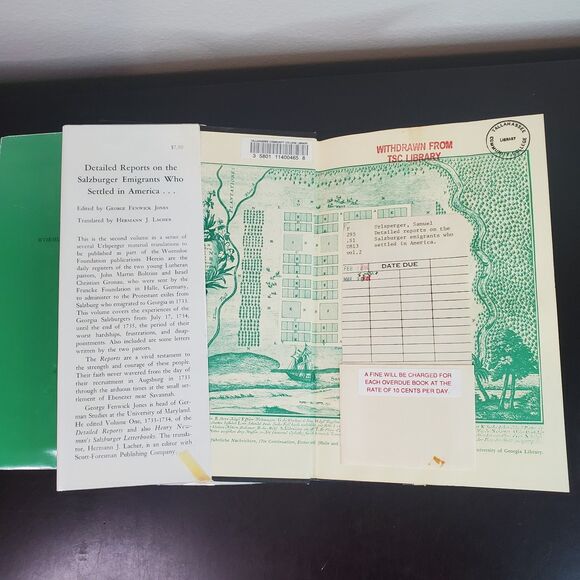 $7.50
Detailed Reports on the
Salzburger Emigrants Who
Settled in America . . .
Edited by GEORGE FENWICK JONES
Translated by HERMANN J. LACHER
This is the second volume in a series of
several Urlsperger material translations to
be published as part of the Wormsloe
Foundation publications. Herein are the
daily registers of the two young Lutheran
pastors, John Martin Boltzius and Israel
Christian Gronau, who were sent by the
Francke Foundation in Halle, Germany,
to administer to the Protestant exiles from
Salzburg who emigrated to Georgia in 1733.
This volume covers the experiences of the
Georgia Salzburgers from July 17, 1734,
until the end of 1735, the period of their
worst hardships, frustrations, and disap-
pointments. Also included are some letters
written by the two pastors.
The Reports are a vivid testament to
the strength and courage of these people.
Their faith never wavered from the day of
their recruitment in Augsburg in 1733
through the arduous times at the small set-
tlement of Ebenezer near Savannah.
George Fenwick Jones is head of Ger-
man Studies at the University of Maryland.
He edited Volume One, 1733-1734, of the
Detailed Reports and also Henry New-
man's Salzburger Letterbooks. The transla-
tor, Hermann J. Lacher, is an editor with
Scott-Foresman Publishing Company.
3 5801 11400465 8
WITHDRAWN FROM
TSC LIBRARY
TALLAHASSEE
LIBRARY
F
295
.S1
UR13
vol.2
Urlsperger, Samuel
Detailed reports on the
Salzburger emigrants who
settled in America.
DATE DUE
FEB
MAR
A FINE WILL BE CHARGED FOR
EACH OVERDUE BOOK AT THE
RATE OF 10 CENTS PER DAY.
University of Georgia Library.